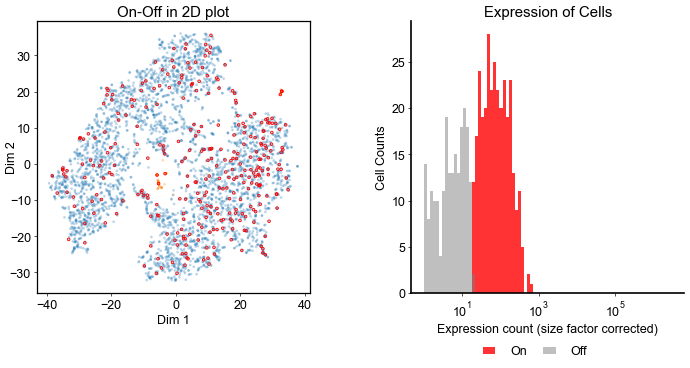 On-Off in 2D plot
Dim 2
30
20
10
0
−10
−20
−30
−40 −20 0 20 40
Dim 1
Expression of Cells
Cell Counts
25
20
15
10
5
0
10^1 10^3 10^5
Expression count (size factor corrected)
On Off